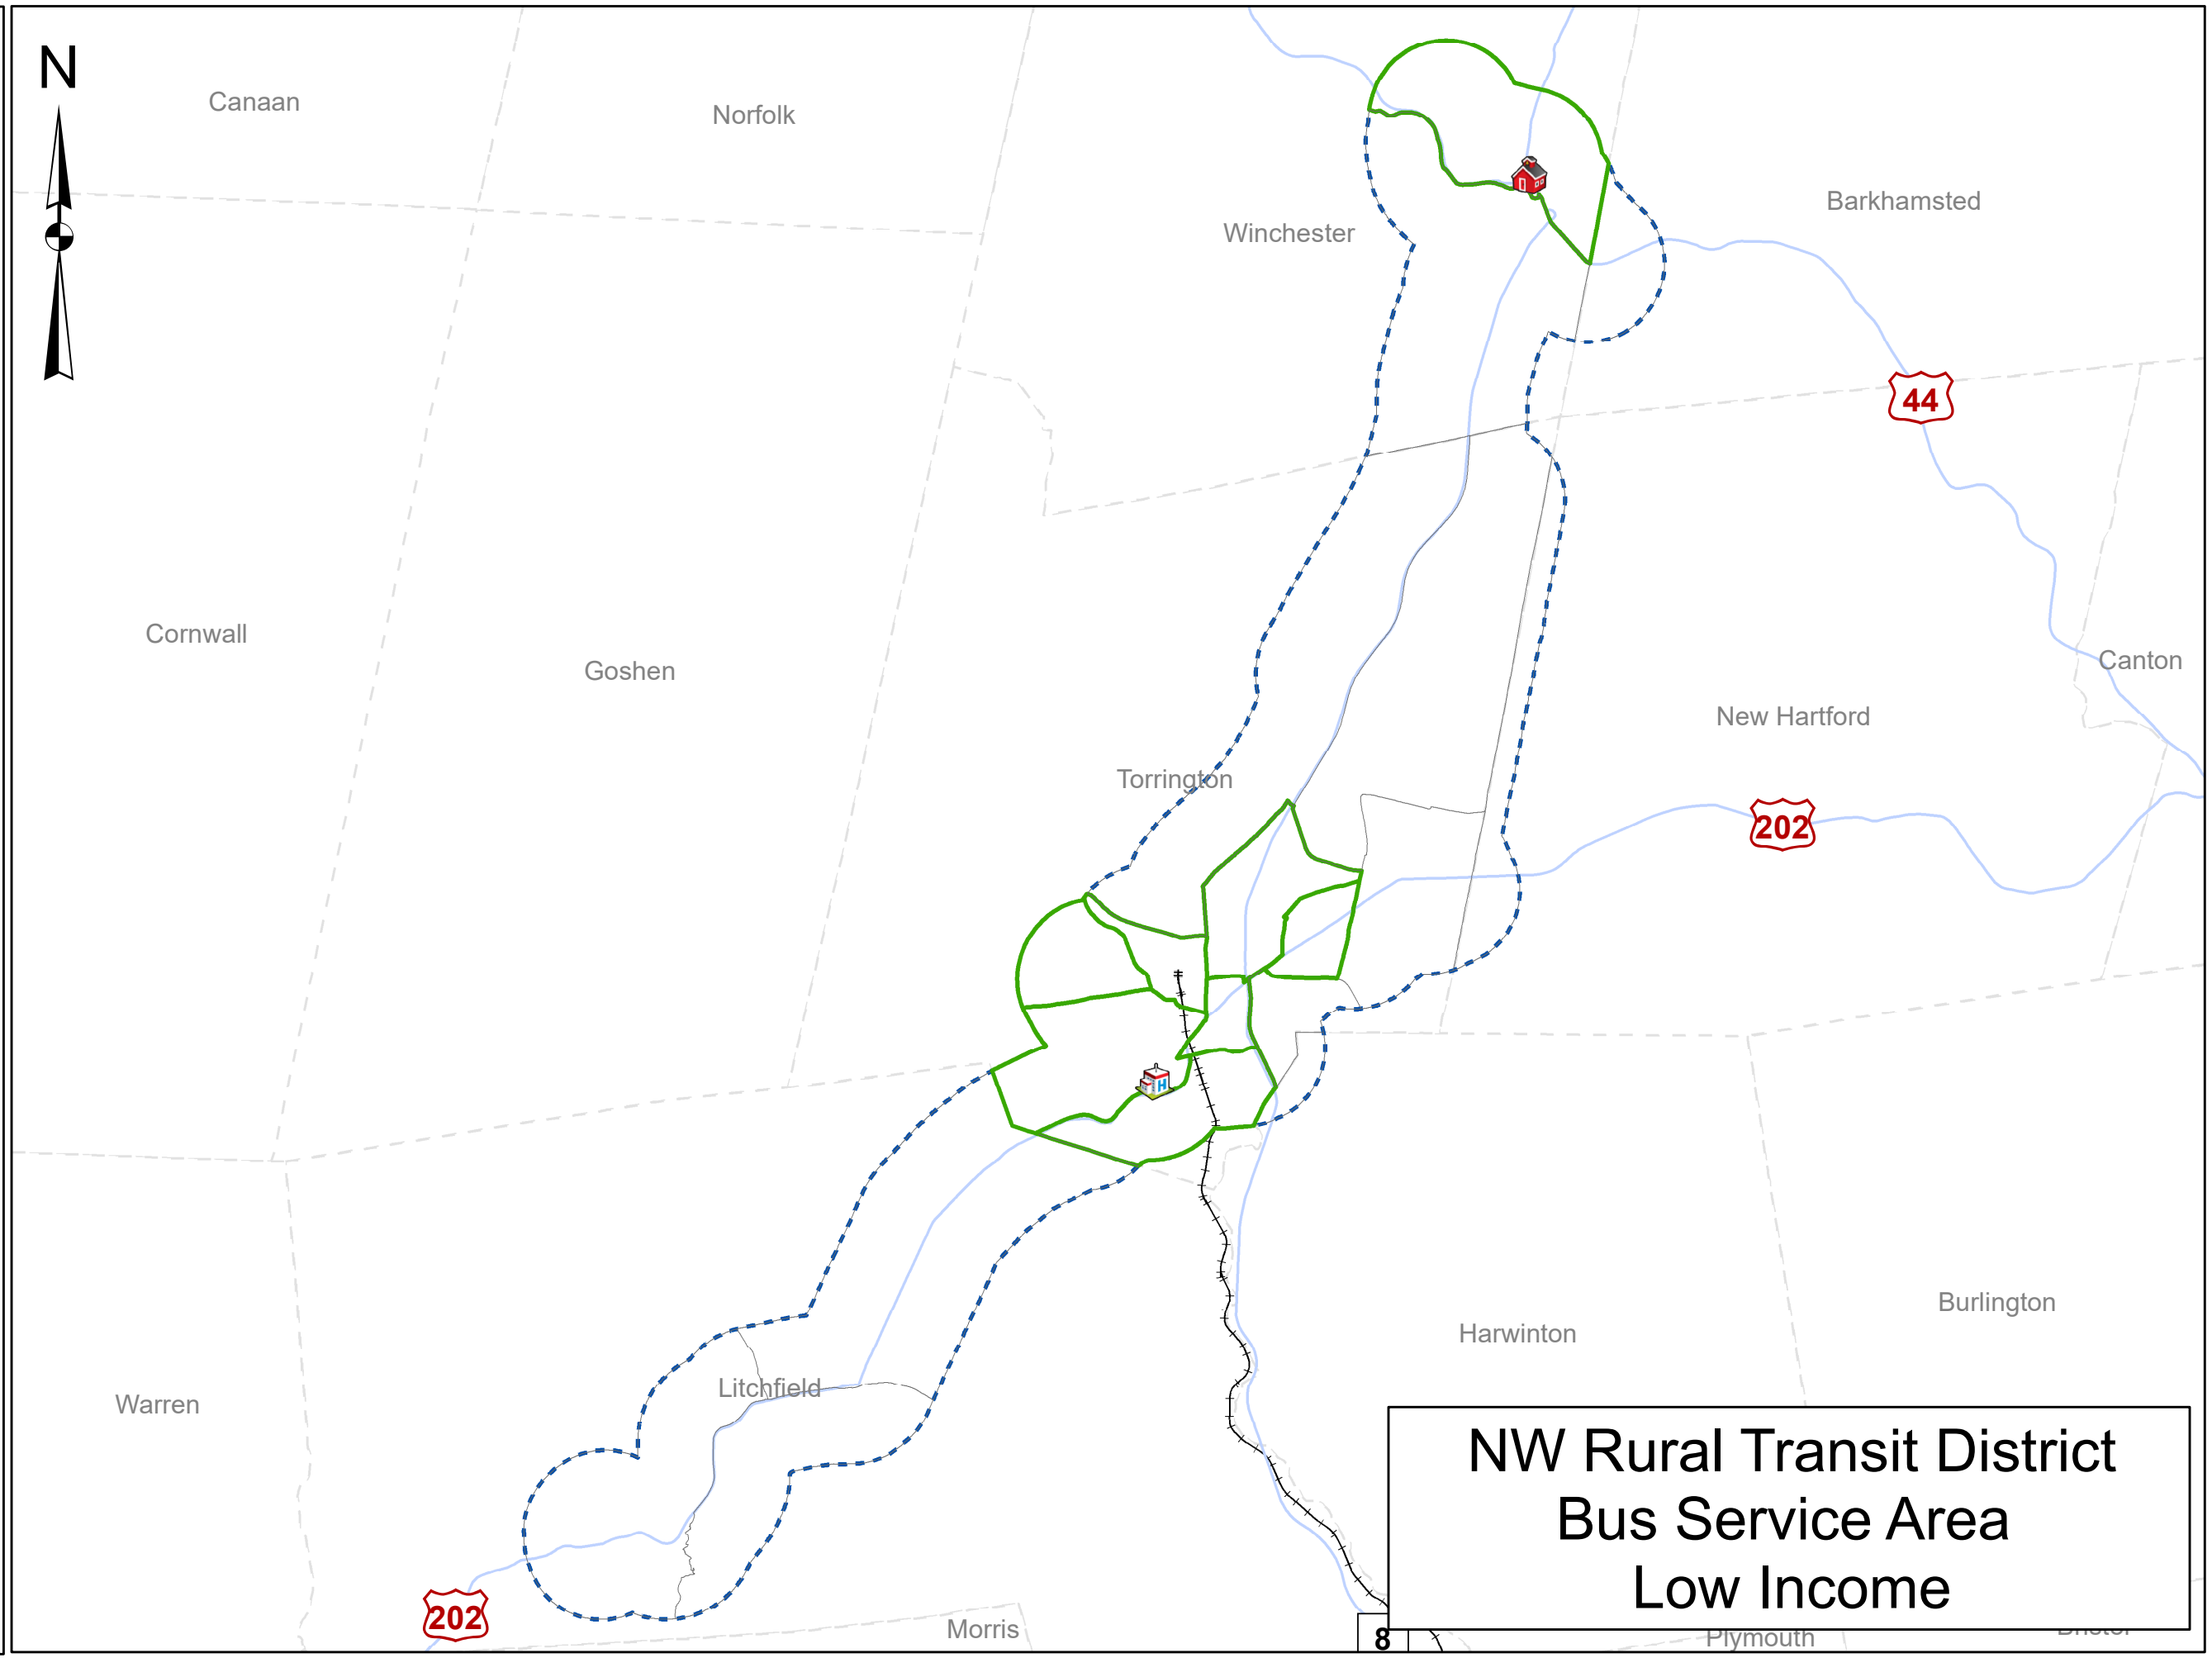 N
Canaan
Norfolk
Barkhamsted
Winchester
44
Cornwall
Canton
Goshen
New Hartford
Torrington
202
H
Burlington
Harwinton
Litchfield
Warren
NW Rural Transit District
Bus Service Area
Low Income
202
Morris
8
Plymouth